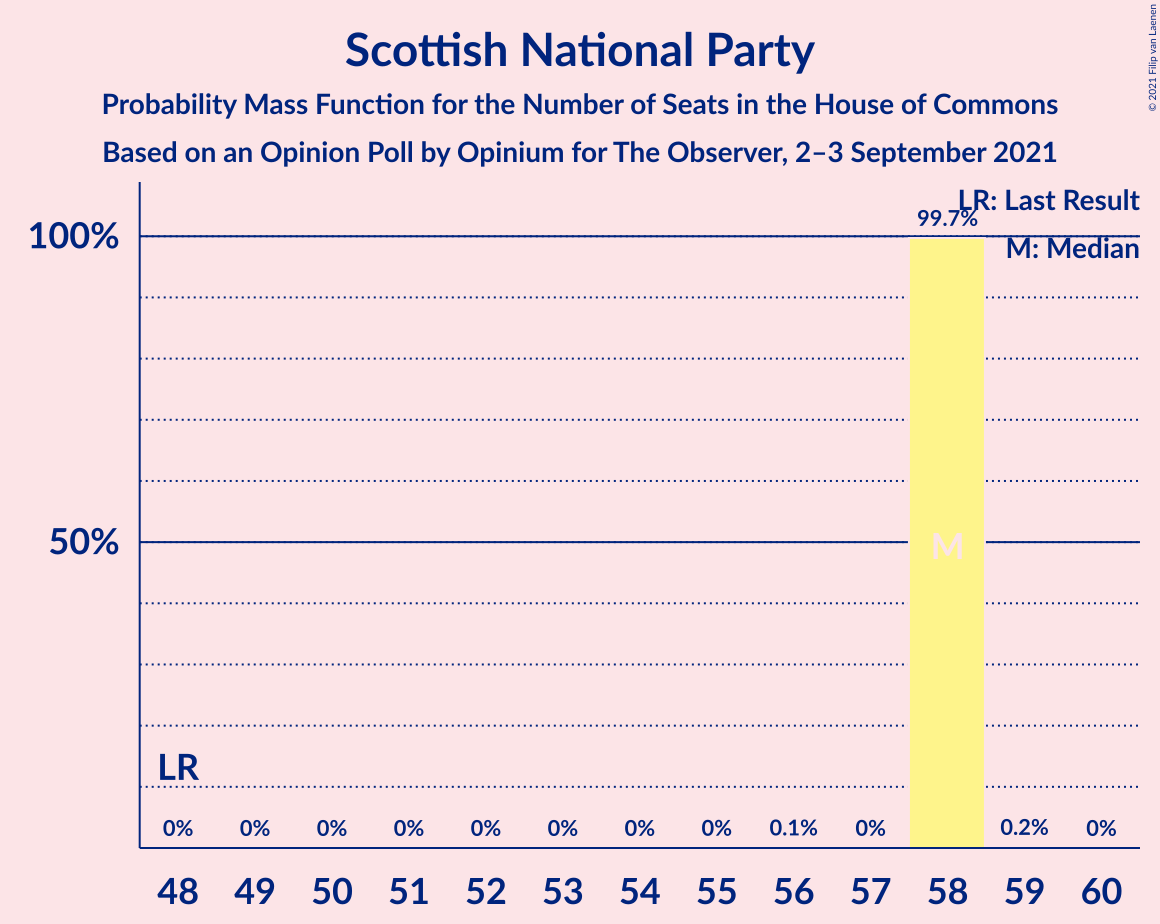 Scottish National Party
Probability Mass Function for the Number of Seats in the House of Commons
Based on an Opinion Poll by Opinium for The Observer, 2–3 September 2021
© 2021 Filip van Laenen
LR: Last Result
M: Median
100%
50%
99.7%
M
LR
0% 0% 0% 0% 0% 0% 0% 0% 0.1% 0% 0.2% 0%
48 49 50 51 52 53 54 55 56 57 58 59 60